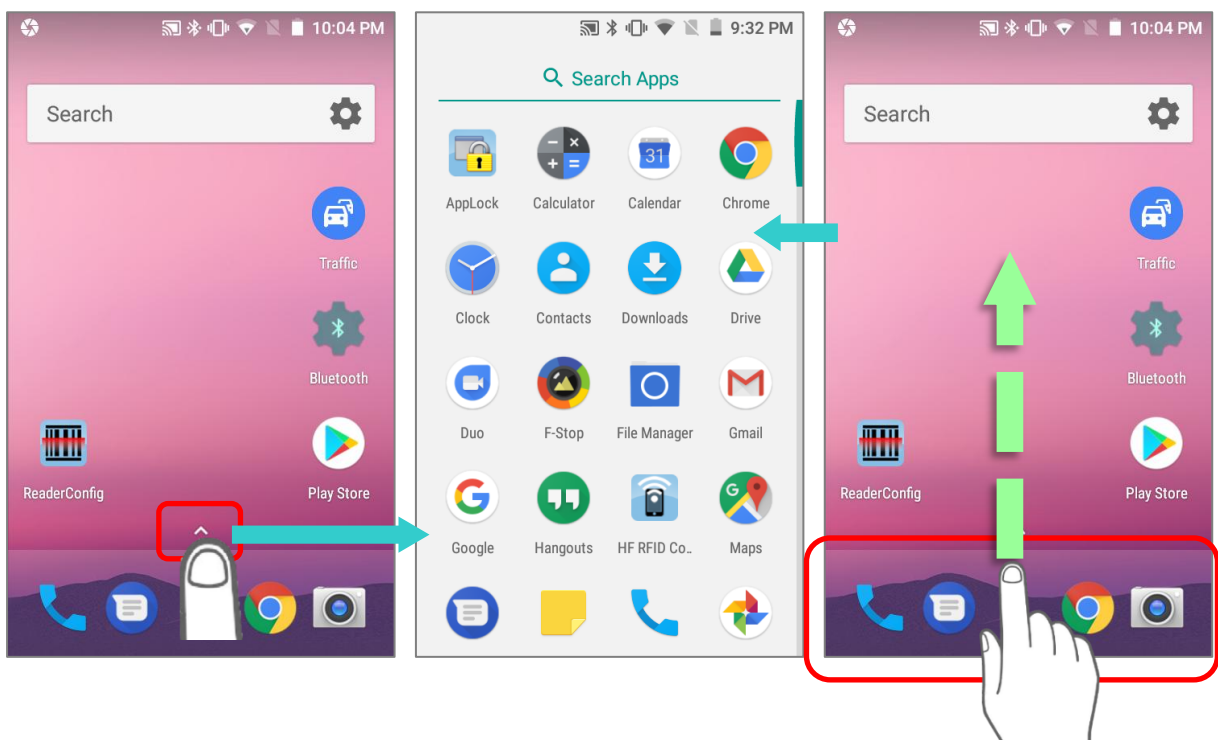 10:04 PM
Search
Traffic
Bluetooth
ReaderConfig
Play Store
9:32 PM
Search Apps
31
AppLock Calculator Calendar Chrome
Clock Contacts Downloads Drive
Duo F-Stop File Manager Gmail
G
Google Hangouts HF RFID Co..
Maps
10:04 PM
Search
Traffic
Bluetooth
ReaderConfig
Play Store